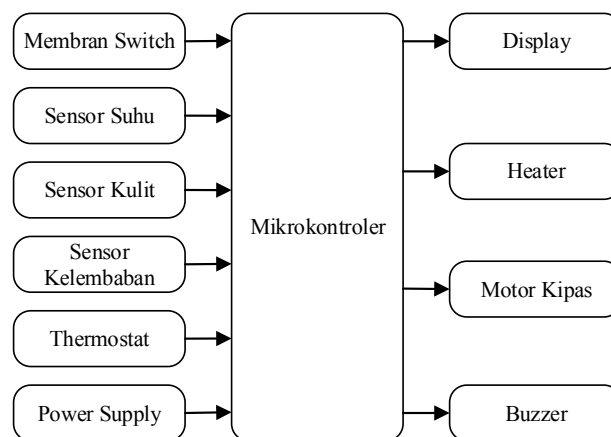 Membran Switch
Sensor Suhu
Sensor Kulit
Sensor
Kelembaban
Thermostat
Power Supply
Mikrokontroler
Display
Heater
Motor Kipas
Buzzer